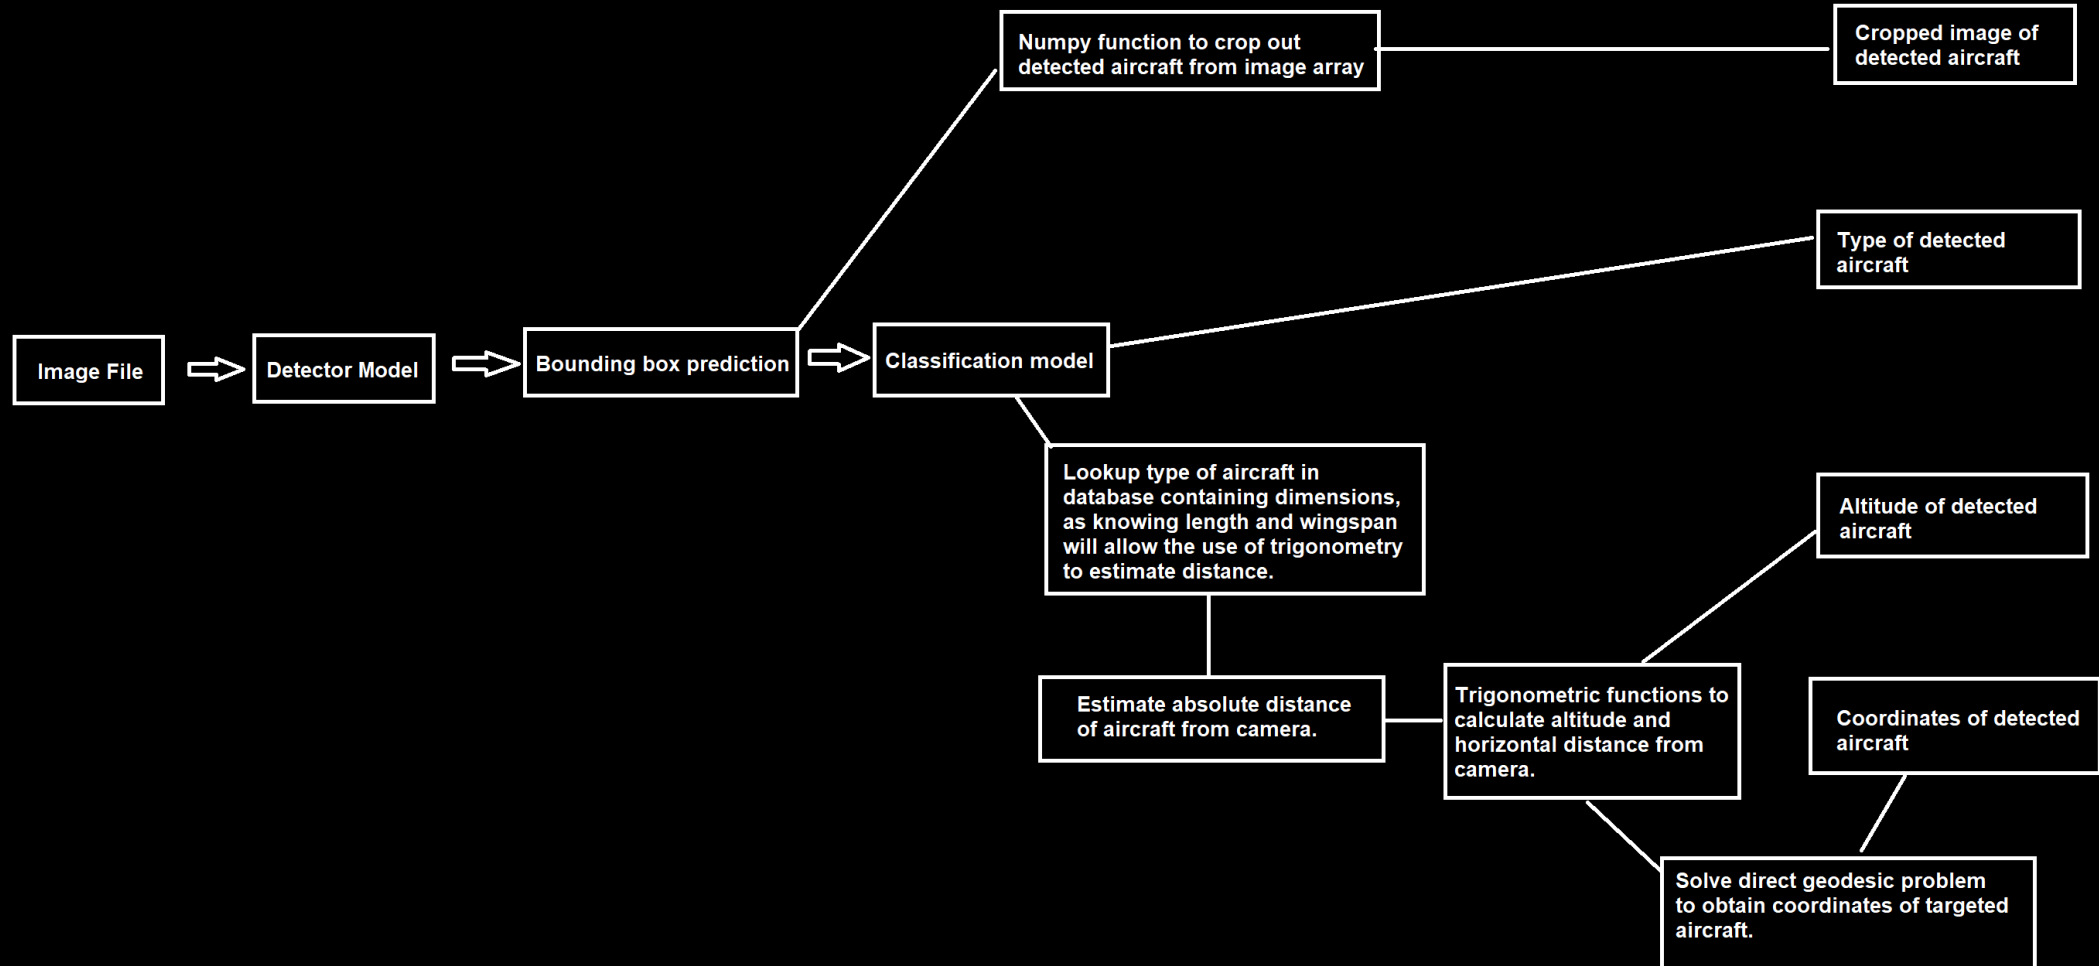 Numpy function to crop out
detected aircraft from image array
Cropped image of
detected aircraft
Type of detected
aircraft
Image File
Detector Model
Bounding box prediction
Classification model
Lookup type of aircraft in
database containing dimensions,
as knowing length and wingspan
will allow the use of trigonometry
to estimate distance.
Altitude of detected
aircraft
Estimate absolute distance
of aircraft from camera.
Trigonometric functions to
calculate altitude and
horizontal distance from
camera.
Coordinates of detected
aircraft
Solve direct geodesic problem
to obtain coordinates of targeted
aircraft.